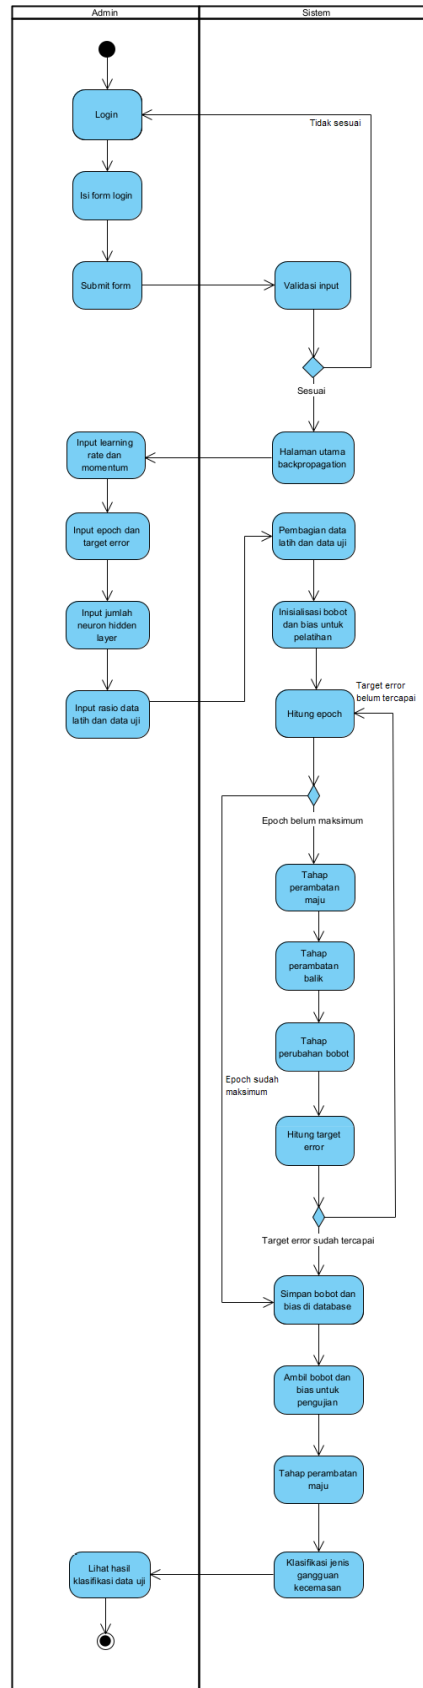 Admin
Sistem
Login
Tidak sesuai
Isi form login
Submit form
Validasi input
Sesuai
Input learning
rate dan
momentum
Halaman utama
backpropagation
Input epoch dan
target error
Pembagian data
latih dan data uji
Input jumlah
neuron hidden
layer
Inisialisasi bobot
dan bias untuk
pelatihan
Input rasio data
latih dan data uji
Target error
belum tercapai
Hitung epoch
Epoch belum maksimum
Tahap
perambatan
maju
Tahap
perambatan
balik
Tahap
perubahan bobot
Epoch sudah
maksimum
Hitung target
error
Target error sudah tercapai
Simpan bobot dan
bias di database
Ambil bobot dan
bias untuk
pengujian
Tahap perambatan
maju
Klasifikasi jenis
gangguan
kecemasan
Lihat hasil
klasifikasi data uji